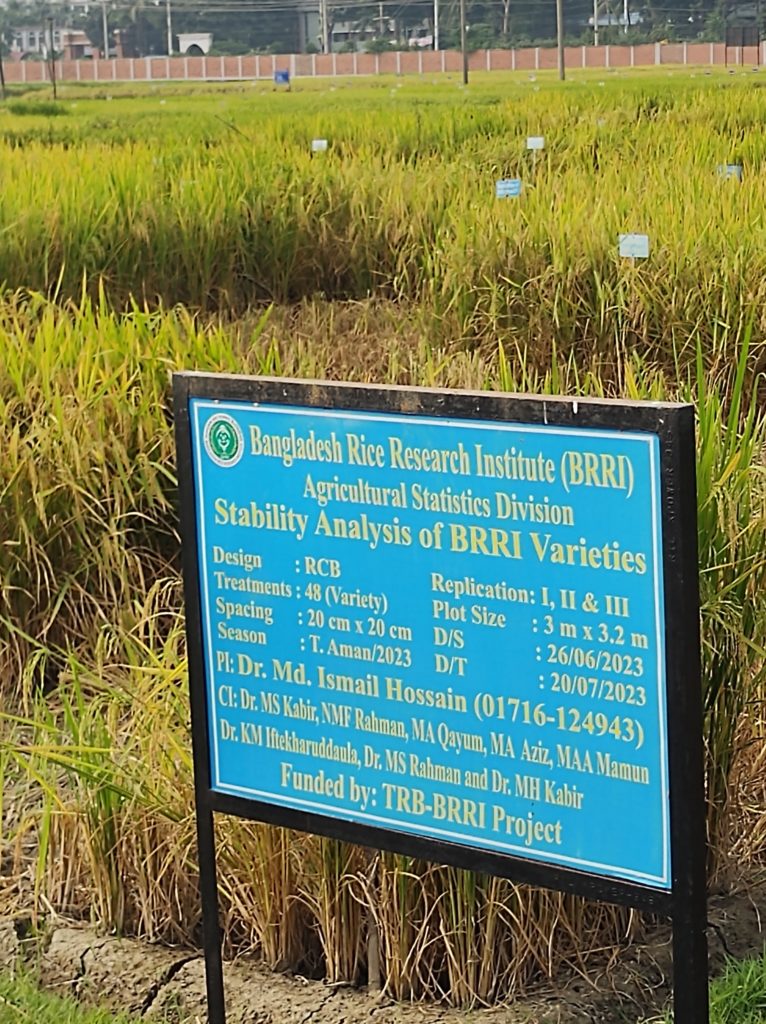 Bangladesh Rice Research Institute (BRRI)
Agricultural Statistics Division
Stability Analysis of BRRI Varieties
Design : RCB
Treatments : 48 (Variety)
Spacing : 20 cm x 20 cm
Season : T. Aman/2023
Replication : I, II & III
Plot Size : 3 m x 3.2 m
D/S : 26/06/2023
D/T : 20/07/2023
PI: Dr. Md. Ismail Hossain (01716-124943)
CI: Dr. MS Kabir, NMF Rahman, MA Qayum, MA Aziz, MAA Mamun
Dr. KM Iftekharuddaula, Dr. MS Rahman and Dr. MH Kabir
Funded by: TRB-BRRI Project